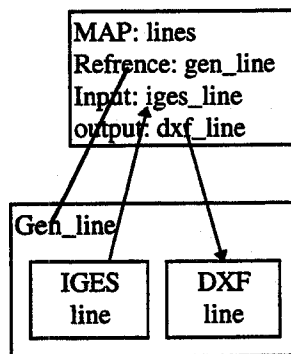 MAP: lines
Refrence: gen_line
Input: iges_line
output: dxf_line
Gen_line
IGES
line
DXF
line